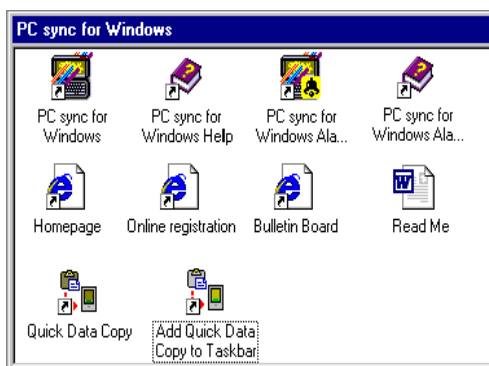 PC sync for Windows
PC sync for
Windows
PC sync for
Windows Help
PC sync for
Windows Ala...
PC sync for
Windows Ala...
Homepage
Online registration
Bulletin Board
Read Me
Quick Data Copy
Add Quick Data
Copy to Taskbar